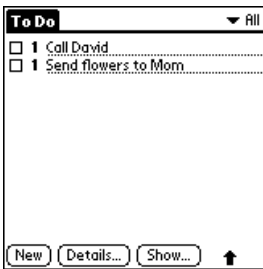 To Do All
1 Call David
1 Send flowers to Mom
New Details... Show...